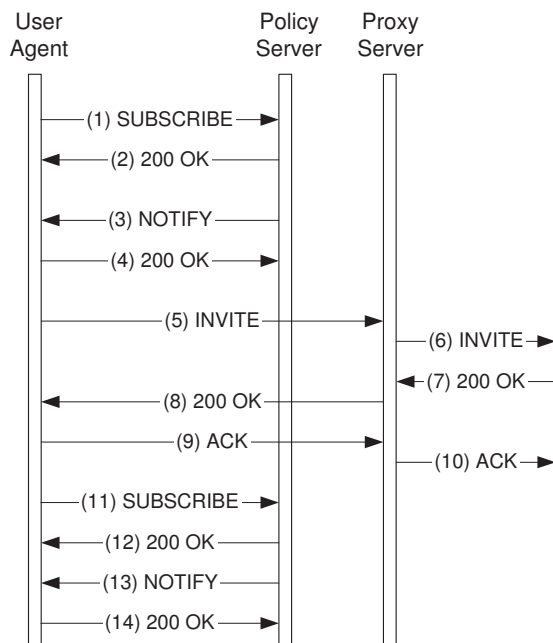 User
Agent
Policy
Server
Proxy
Server
(1) SUBSCRIBE
(2) 200 OK
(3) NOTIFY
(4) 200 OK
(5) INVITE
(6) INVITE
(7) 200 OK
(8) 200 OK
(9) ACK
(10) ACK
(11) SUBSCRIBE
(12) 200 OK
(13) NOTIFY
(14) 200 OK